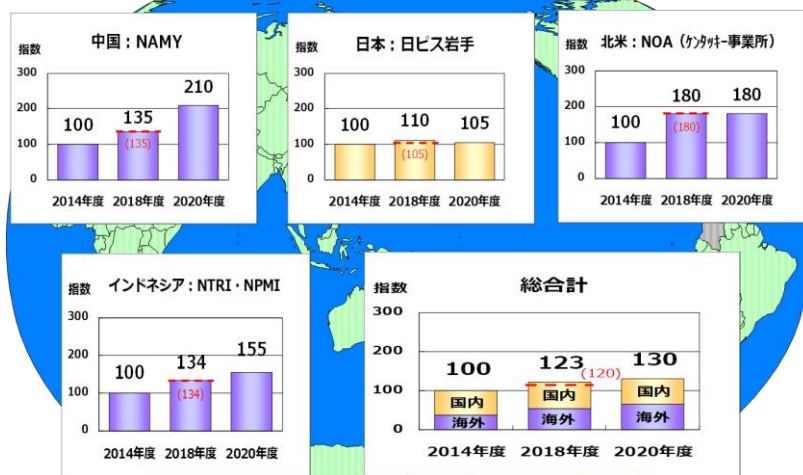 中国：NAMY
指数
300
200
100
0
100
135
(135)
210
2014年度 2018年度 2020年度
日本：日ピス岩手
指数
300
200
100
0
100
110
(105)
105
2014年度 2018年度 2020年度
北米：NOA（ケンタッキー事業所）
指数
300
200
100
0
100
180
(180)
180
2014年度 2018年度 2020年度
インドネシア：NTRI・NPMI
指数
300
200
100
0
100
134
(134)
155
2014年度 2018年度 2020年度
総合計
指数
300
200
100
0
100
123
(120)
130
国内 国内 国内
海外 海外 海外
2014年度 2018年度 2020年度